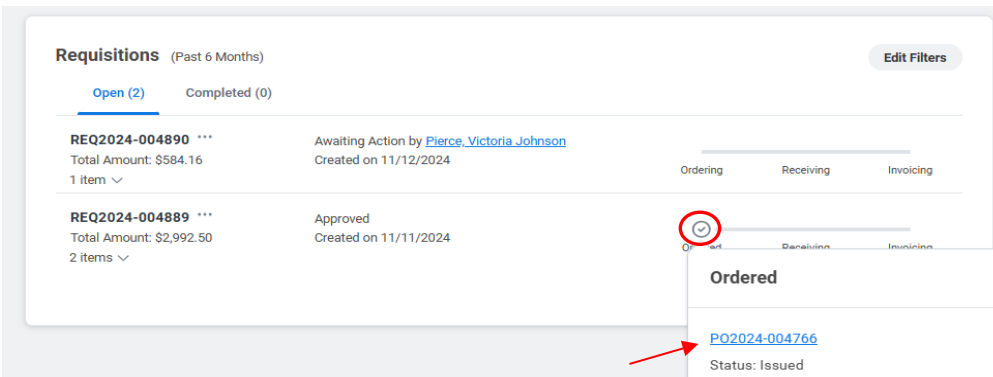 Requisitions (Past 6 Months)
Edit Filters
Open (2) Completed (0)
REQ2024-004890 ...
Total Amount: $584.16
1 item
Awaiting Action by Pierce, Victoria Johnson
Created on 11/12/2024
Ordering Receiving Invoicing
REQ2024-004889 ...
Total Amount: $2,992.50
2 items
Approved
Created on 11/11/2024
Receiving Invoicing
Ordered
PO2024-004766
Status: Issued